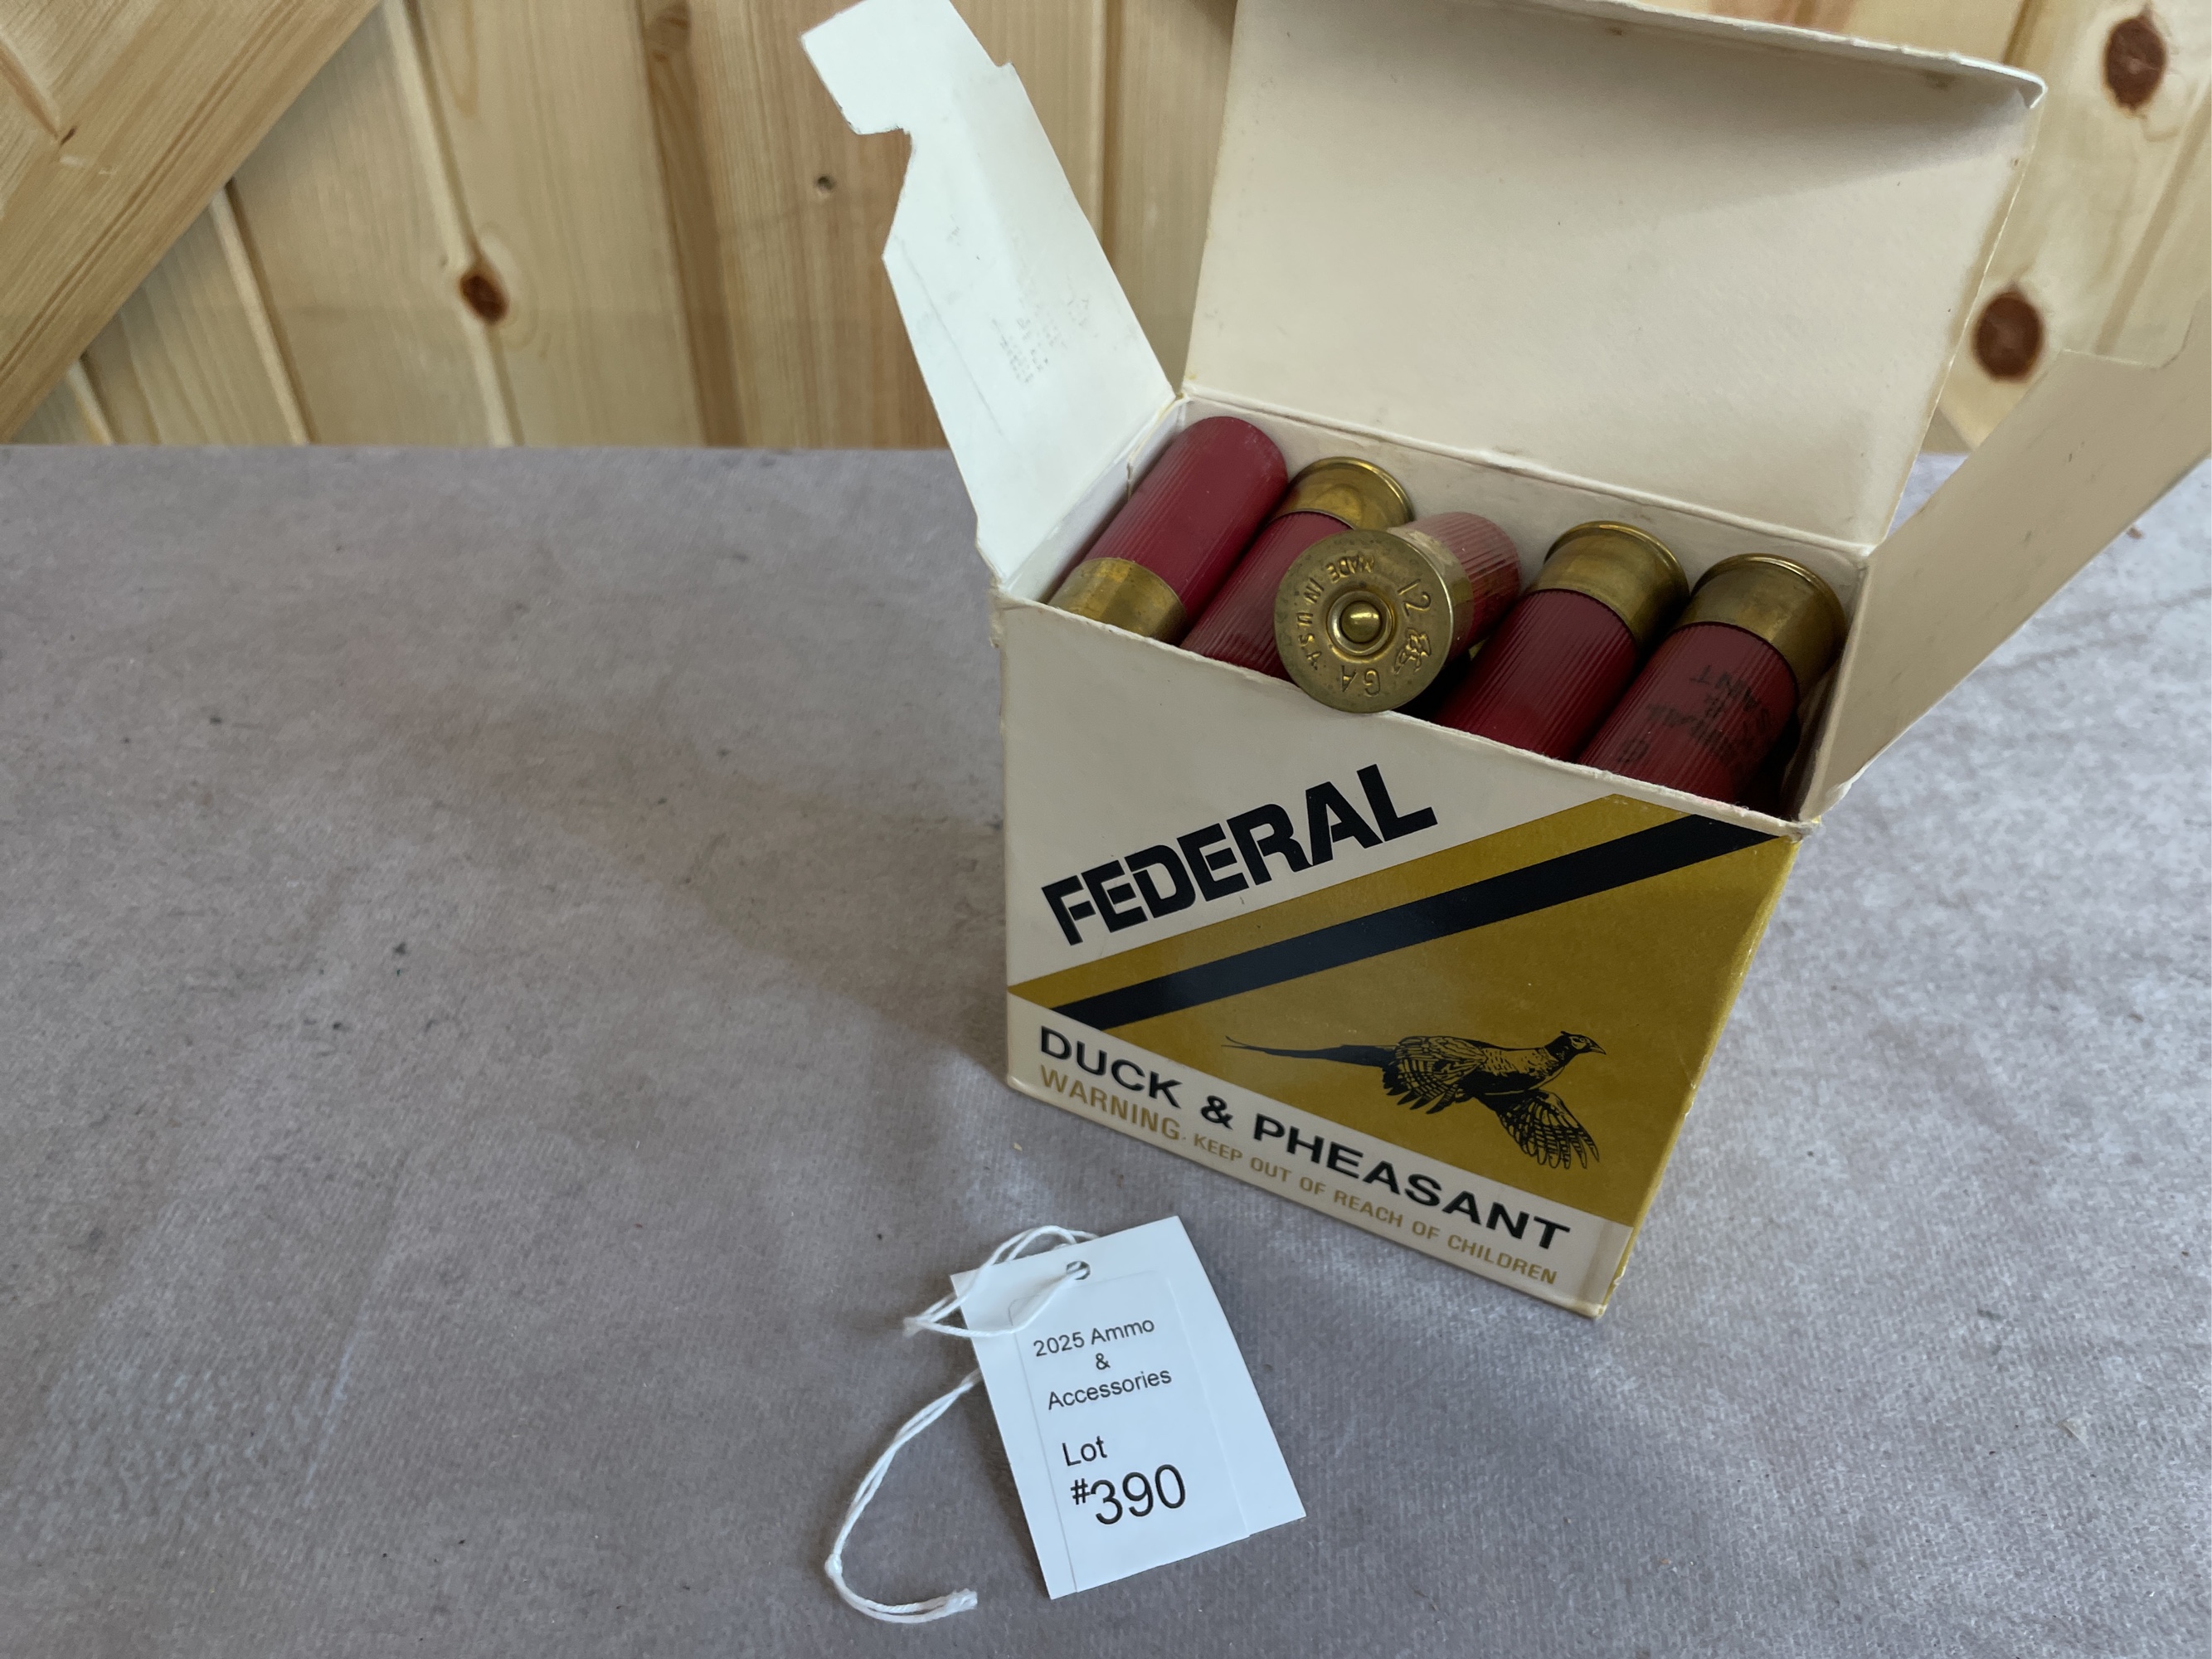 12
GA
MADE IN U.S.A.
FEDERAL
DUCK & PHEASANT
WARNING. KEEP OUT OF REACH OF CHILDREN
2025 Ammo
&
Accessories
Lot
#390